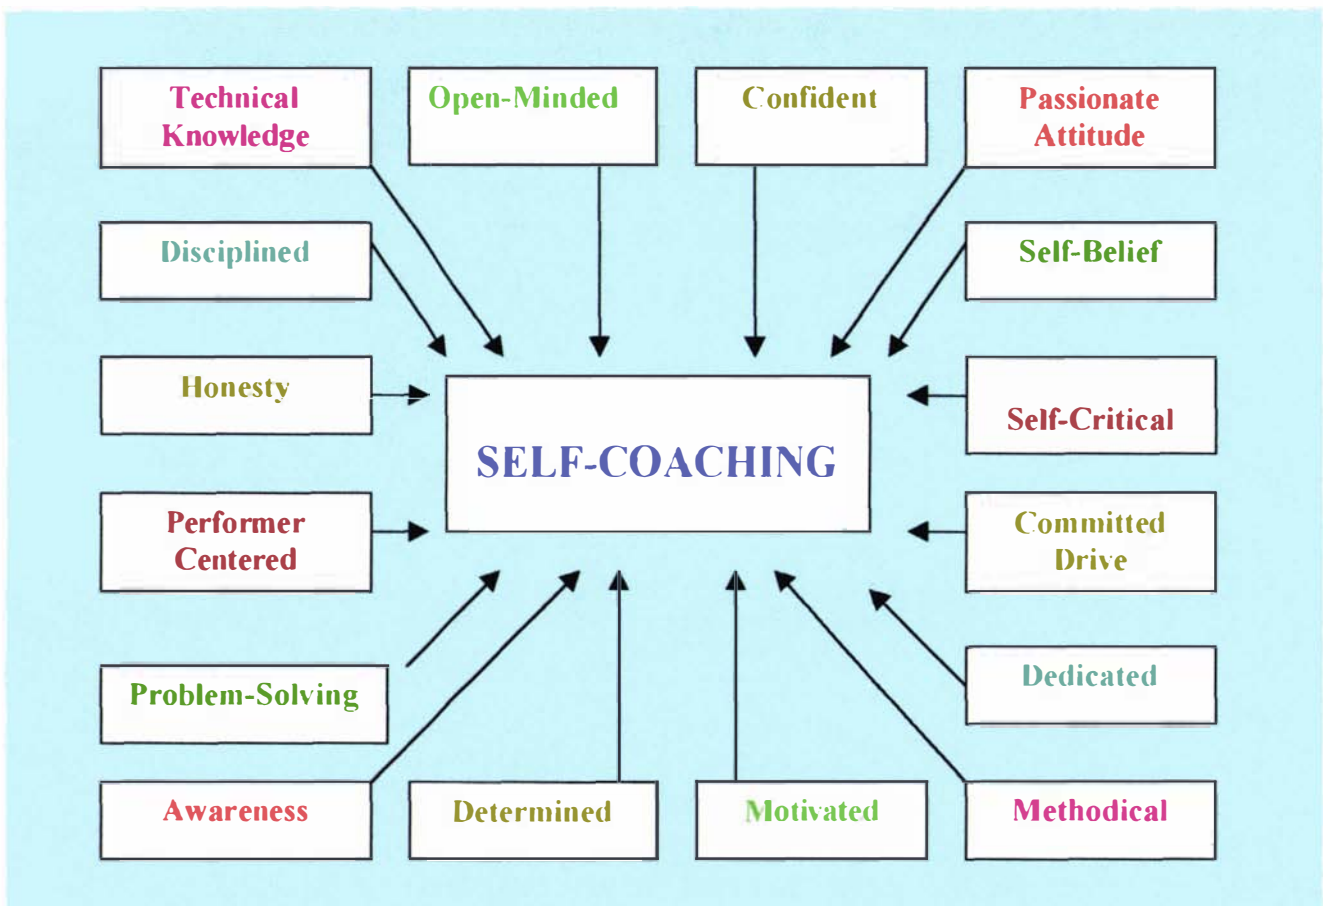 Technical
Knowledge
Open-Minded
Confident
Passionate
Attitude
Disciplined
Self-Belief
Honesty
Self-Critical
SELF-COACHING
Performer
Centered
Committed
Drive
Problem-Solving
Dedicated
Awareness
Determined
Motivated
Methodical